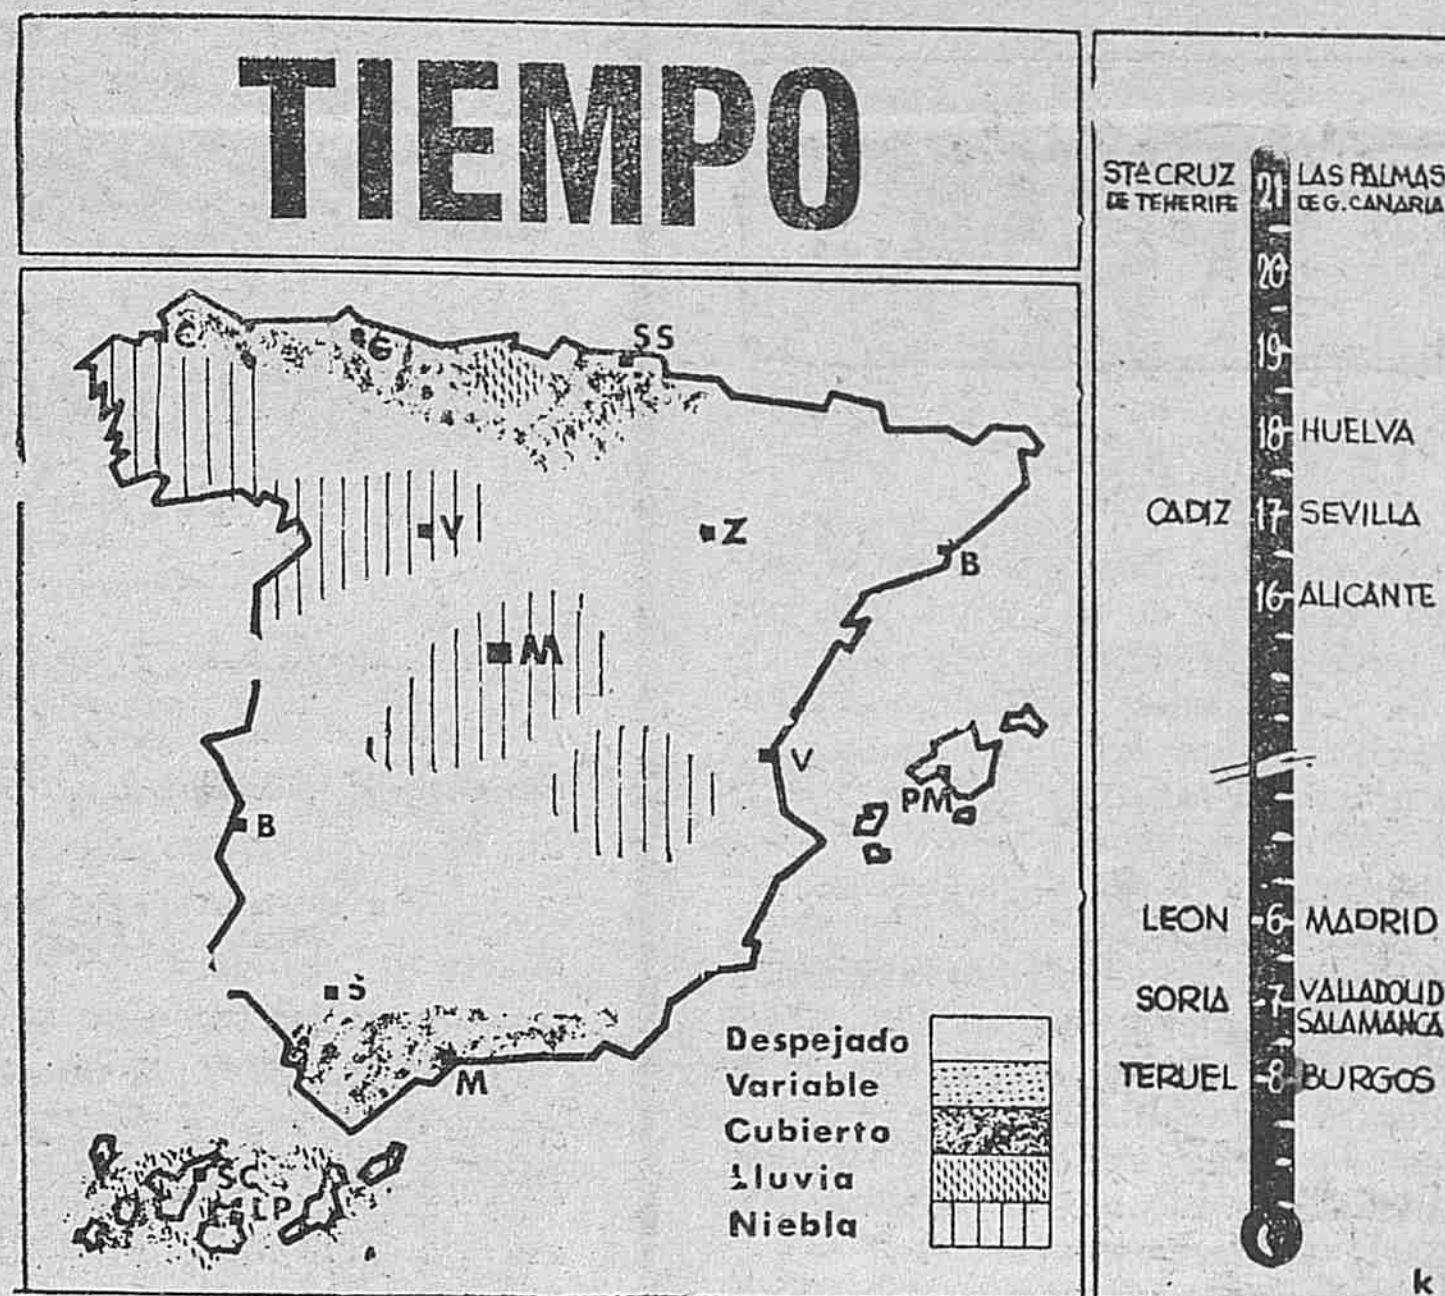 TIEMPO
C
G
SS
V
Z
B
M
V
PM
B
S
M
SC
LP
Despejado
Variable
Cubierto
Lluvia
Niebla
STA CRUZ 21 LAS PALMAS
DE TEHERIFE DE G. CANARIA
20
19
18 HUELVA
CADIZ 17 SEVILLA
16 ALICANTE
LEON -6 MADRID
SORIA -7 VALLADOLID
SALAMANCA
TERUEL -8 BURGOS
k